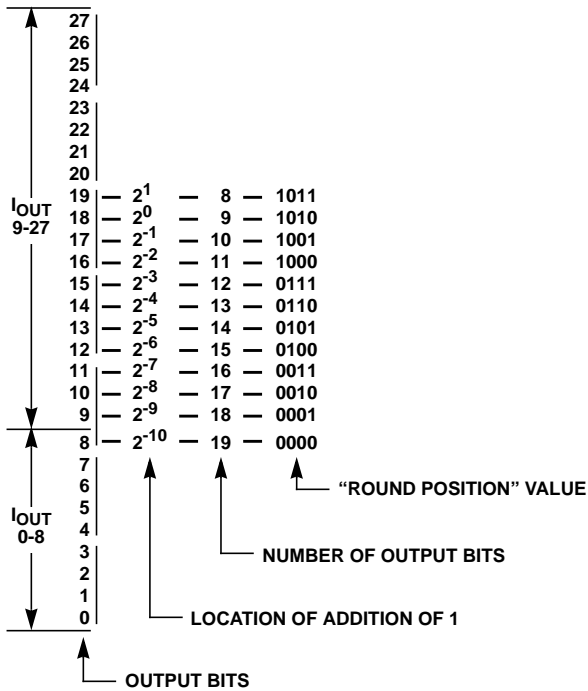 27
26
25
24
23
22
21
20
19 — 2^1 — 8 — 1011
18 — 2^0 — 9 — 1010
17 — 2^-1 — 10 — 1001
16 — 2^-2 — 11 — 1000
15 — 2^-3 — 12 — 0111
14 — 2^-4 — 13 — 0110
13 — 2^-5 — 14 — 0101
12 — 2^-6 — 15 — 0100
11 — 2^-7 — 16 — 0011
10 — 2^-8 — 17 — 0010
9 — 2^-9 — 18 — 0001
8 — 2^-10 — 19 — 0000
7
6
5
4
3
2
1
0
IOUT
9-27
IOUT
0-8
“ROUND POSITION” VALUE
NUMBER OF OUTPUT BITS
LOCATION OF ADDITION OF 1
OUTPUT BITS